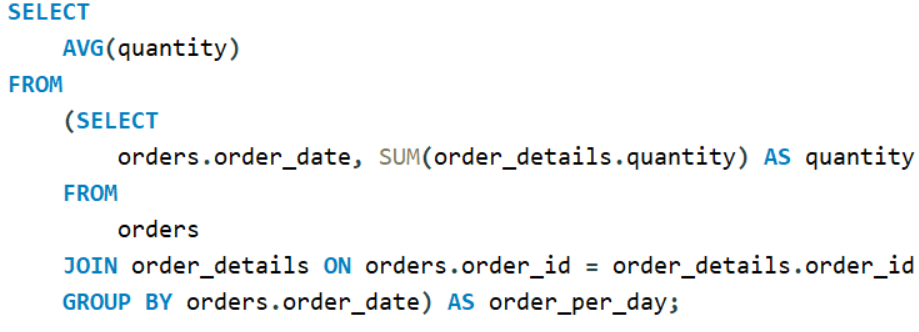 SELECT
    AVG(quantity)
FROM
    (SELECT
        orders.order_date, SUM(order_details.quantity) AS quantity
    FROM
        orders
    JOIN order_details ON orders.order_id = order_details.order_id
    GROUP BY orders.order_date) AS order_per_day;